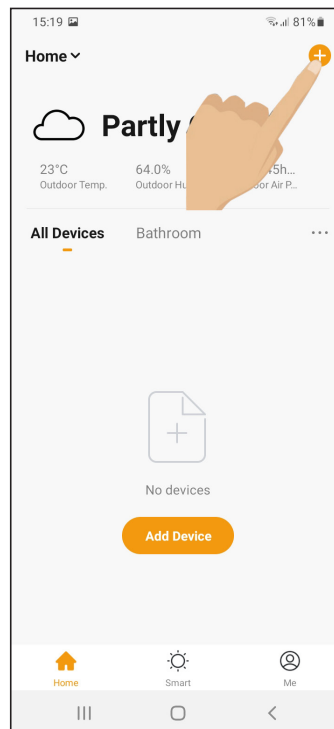 15:19 81%
Home
Partly
23°C 64.0%
Outdoor Temp. Outdoor Hu
All Devices Bathroom
No devices
Add Device
Home Smart Me